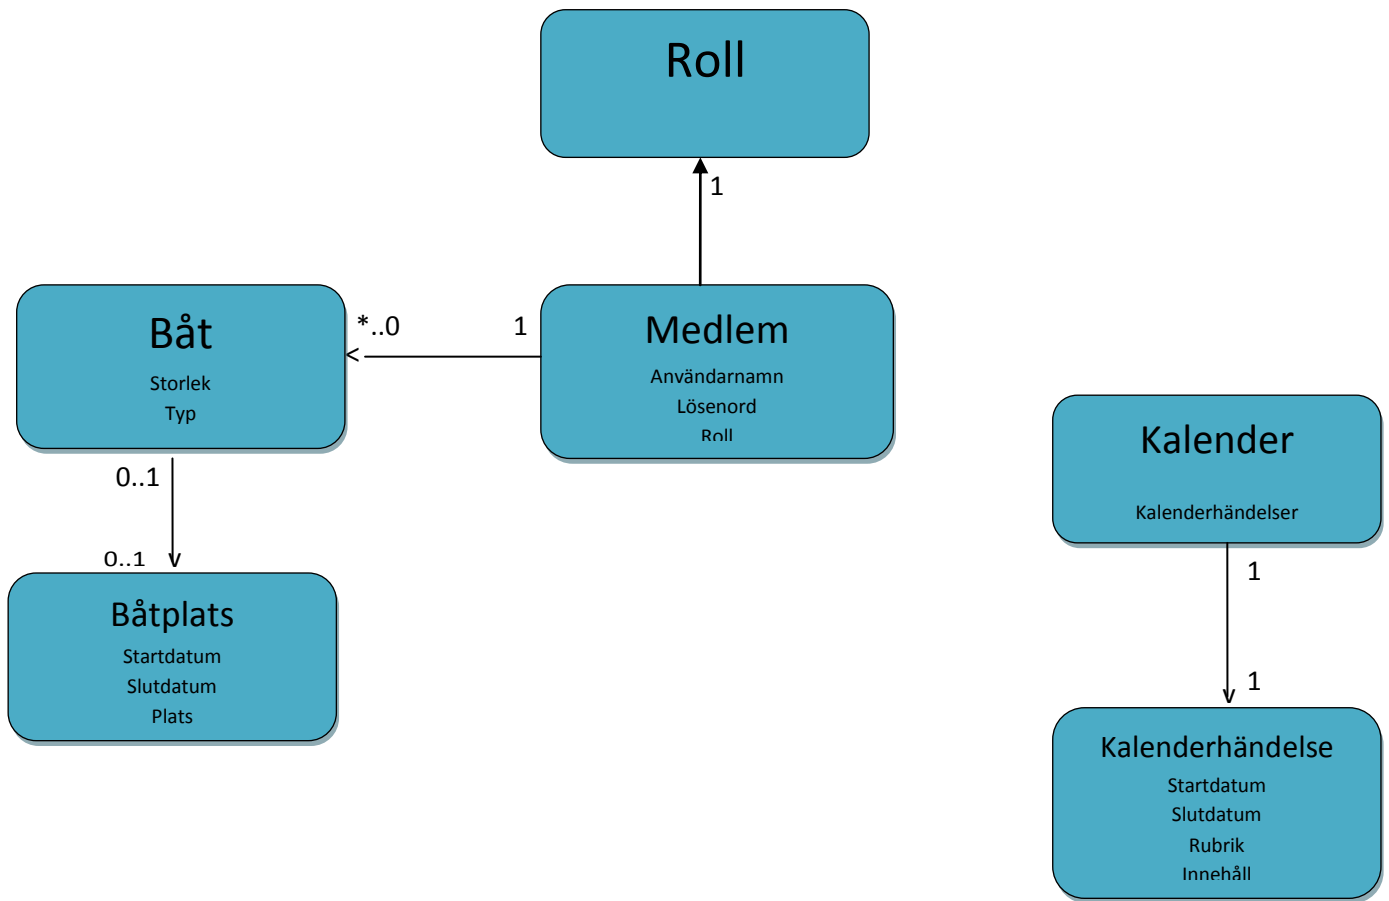 Roll
1
Båt
Storlek
Typ
*..0
1
Medlem
Användarnamn
Lösenord
Roll
0..1
0..1
Båtplats
Startdatum
Slutdatum
Plats
Kalender
Kalenderhändelser
1
1
Kalenderhändelse
Startdatum
Slutdatum
Rubrik
Innehåll